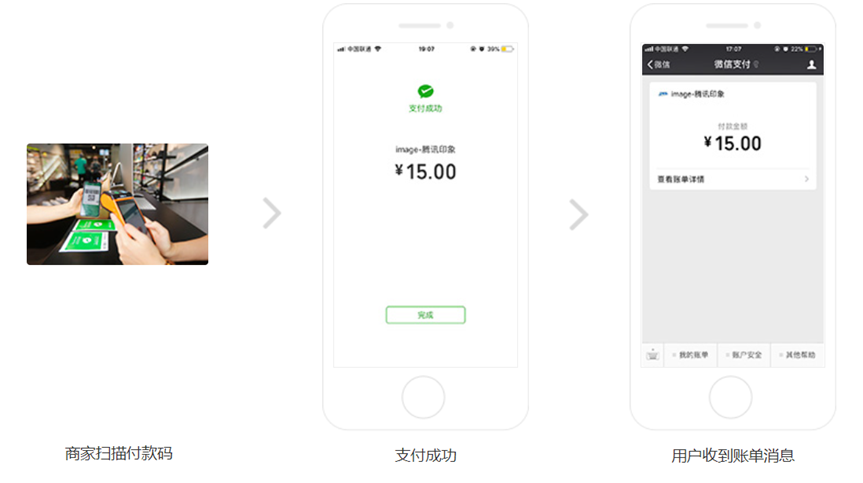 中国联通
19:07
39%
支付成功
image-腾讯印象
¥15.00
完成
中国联通
17:07
22%
微信
微信支付
image-腾讯印象
付款金额
¥15.00
查看账单详情
我的账单
账户安全
其他帮助
商家扫描付款码
支付成功
用户收到账单消息